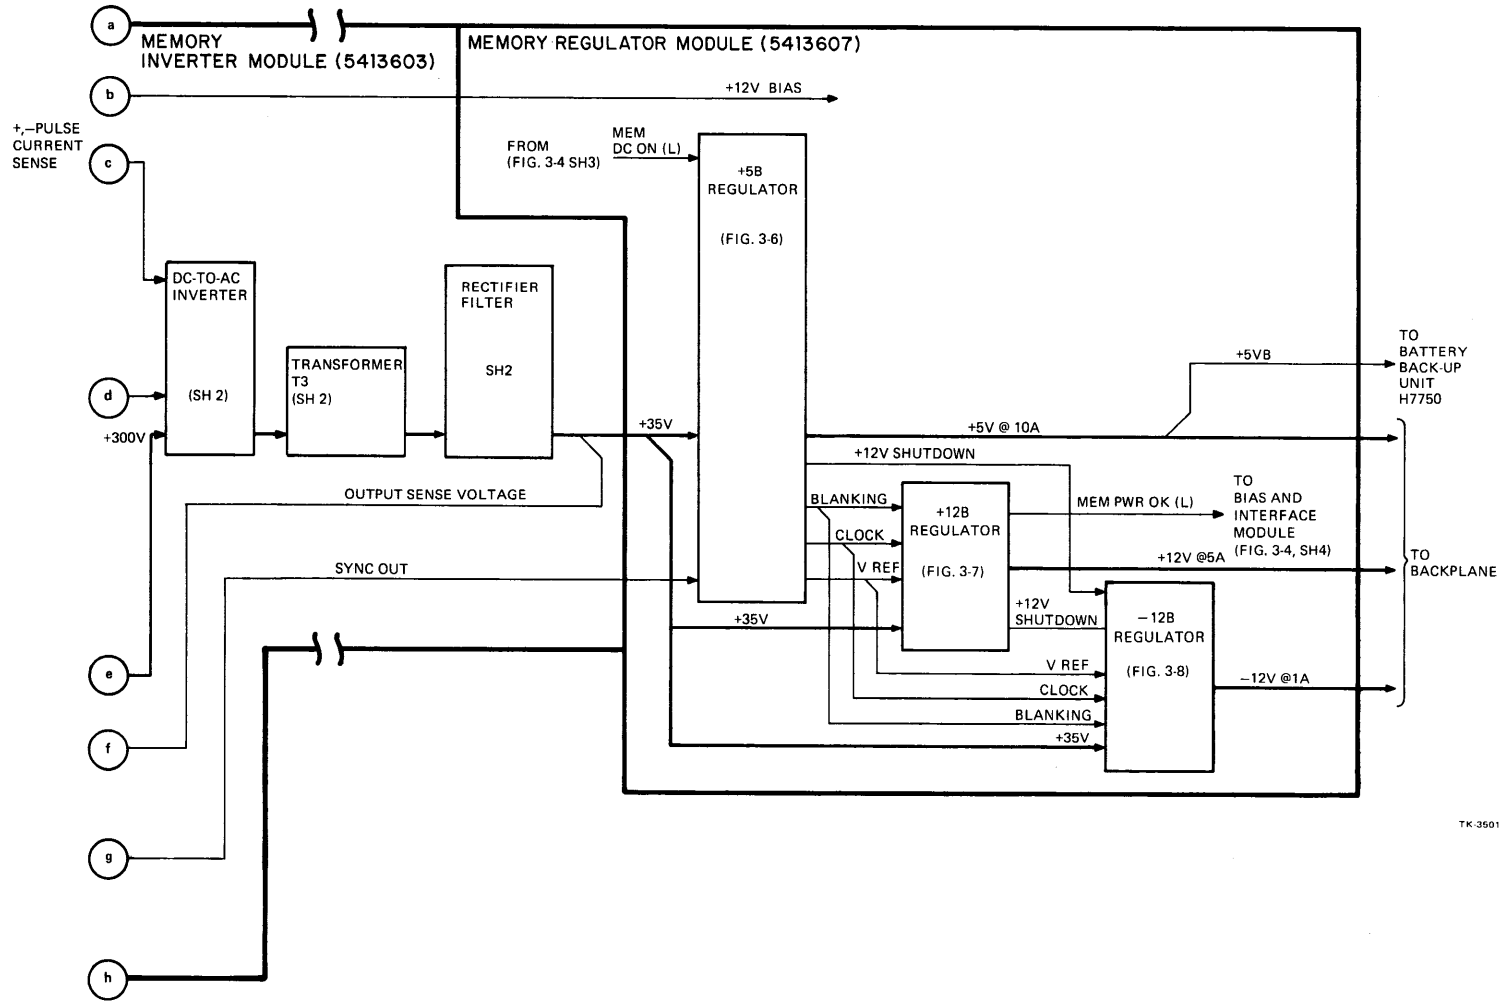 a
MEMORY
INVERTER MODULE (5413603)
MEMORY REGULATOR MODULE (5413607)
b
+12V BIAS
+,−PULSE
CURRENT
SENSE
c
FROM
(FIG. 3-4 SH3)
MEM
DC ON (L)
+5B
REGULATOR
(FIG. 3-6)
DC-TO-AC
INVERTER
(SH 2)
TRANSFORMER
T3
(SH 2)
RECTIFIER
FILTER
SH2
d
+300V
+35V
+5VB
TO
BATTERY
BACK-UP
UNIT
H7750
+5V @ 10A
+12V SHUTDOWN
OUTPUT SENSE VOLTAGE
BLANKING
CLOCK
V REF
+12B
REGULATOR
(FIG. 3-7)
MEM PWR OK (L)
TO
BIAS AND
INTERFACE
MODULE
(FIG. 3-4, SH4)
+12V @5A
TO
BACKPLANE
SYNC OUT
+35V
+12V
SHUTDOWN
−12B
REGULATOR
(FIG. 3-8)
V REF
CLOCK
BLANKING
+35V
−12V @1A
e
f
g
h
TK-3501